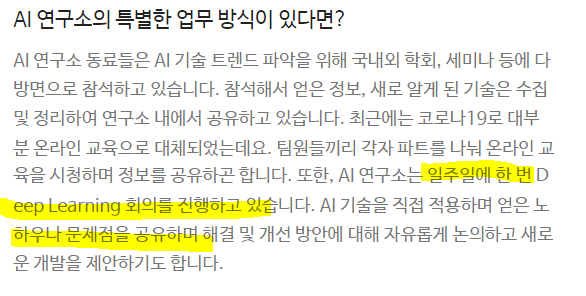 AI 연구소의 특별한 업무 방식이 있다면?
AI 연구소 동료들은 AI 기술 트렌드 파악을 위해 국내외 학회, 세미나 등에 다
방면으로 참석하고 있습니다. 참석해서 얻은 정보, 새로 알게 된 기술은 수집
및 정리하여 연구소 내에서 공유하고 있습니다. 최근에는 코로나19로 대부
분 온라인 교육으로 대체되었는데요. 팀원들끼리 각자 파트를 나눠 온라인 교
육을 시청하며 정보를 공유하곤 합니다. 또한, AI 연구소는 일주일에 한 번 D
eep Learning 회의를 진행하고 있습니다. AI 기술을 직접 적용하며 얻은 노
하우나 문제점을 공유하며 해결 및 개선 방안에 대해 자유롭게 논의하고 새로
운 개발을 제안하기도 합니다.